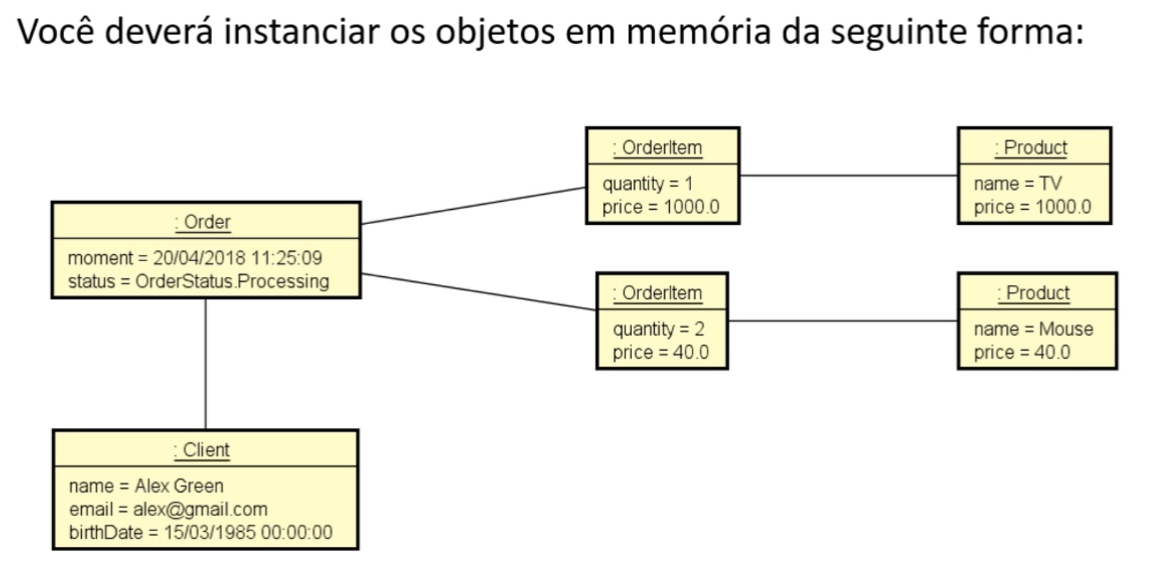 Você deverá instanciar os objetos em memória da seguinte forma:
: OrderItem
quantity = 1
price = 1000.0
: Product
name = TV
price = 1000.0
: Order
moment = 20/04/2018 11:25:09
status = OrderStatus.Processing
: OrderItem
quantity = 2
price = 40.0
: Product
name = Mouse
price = 40.0
: Client
name = Alex Green
email = alex@gmail.com
birthDate = 15/03/1985 00:00:00